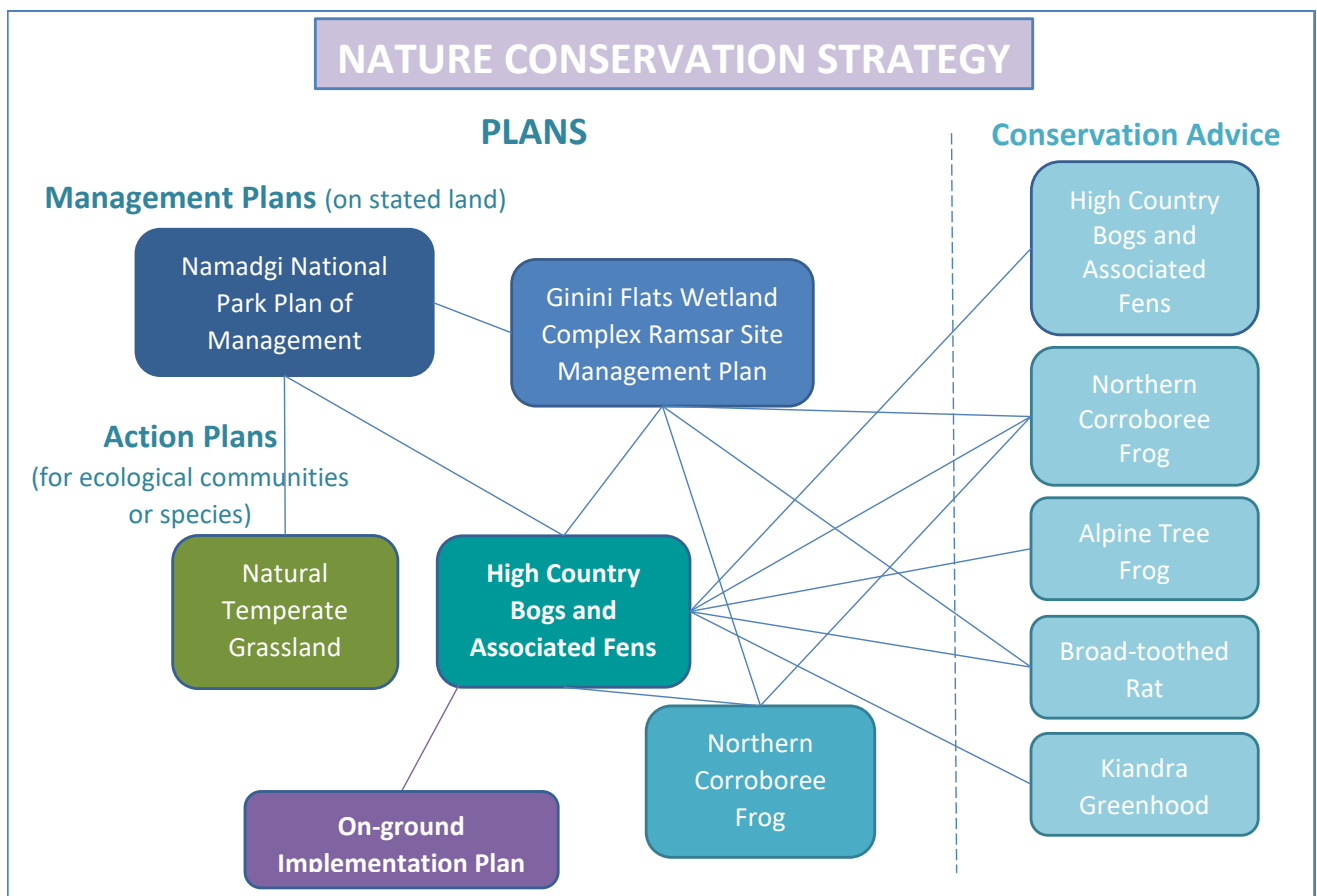 NATURE CONSERVATION STRATEGY
PLANS
Conservation Advice
Management Plans (on stated land)
Namadgi National
Park Plan of
Management
Ginini Flats Wetland
Complex Ramsar Site
Management Plan
Action Plans
(for ecological communities
or species)
Natural
Temperate
Grassland
High Country
Bogs and
Associated Fens
Northern
Corroboree
Frog
On-ground
Implementation Plan
High Country
Bogs and
Associated
Fens
Northern
Corroboree
Frog
Alpine Tree
Frog
Broad-toothed
Rat
Kiandra
Greenhood